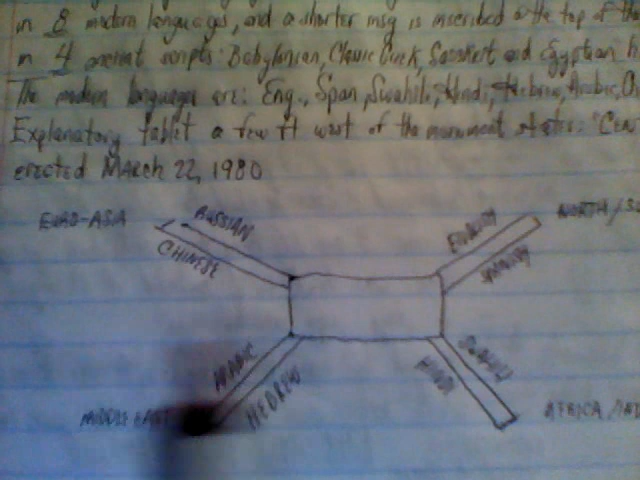 in 8 modern languages, and a shorter msg is inscribed @ the top of the
in 4 ancient scripts: Babylonian, Classic Greek, Sanskrit and Egyptian h
The modern languages are: Eng., Span., Swahili, Hindi, Hebrew, Arabic, Ch
Explanatory tablet a few ft west of the monument states:
erected MARCH 22, 1980
EURO-ASIA
RUSSIAN
CHINESE
ENGLISH
SPANISH
NORTH/SO
ARABIC
HEBREW
MIDDLE EAST
SWAHILI
HINDI
AFRICA/